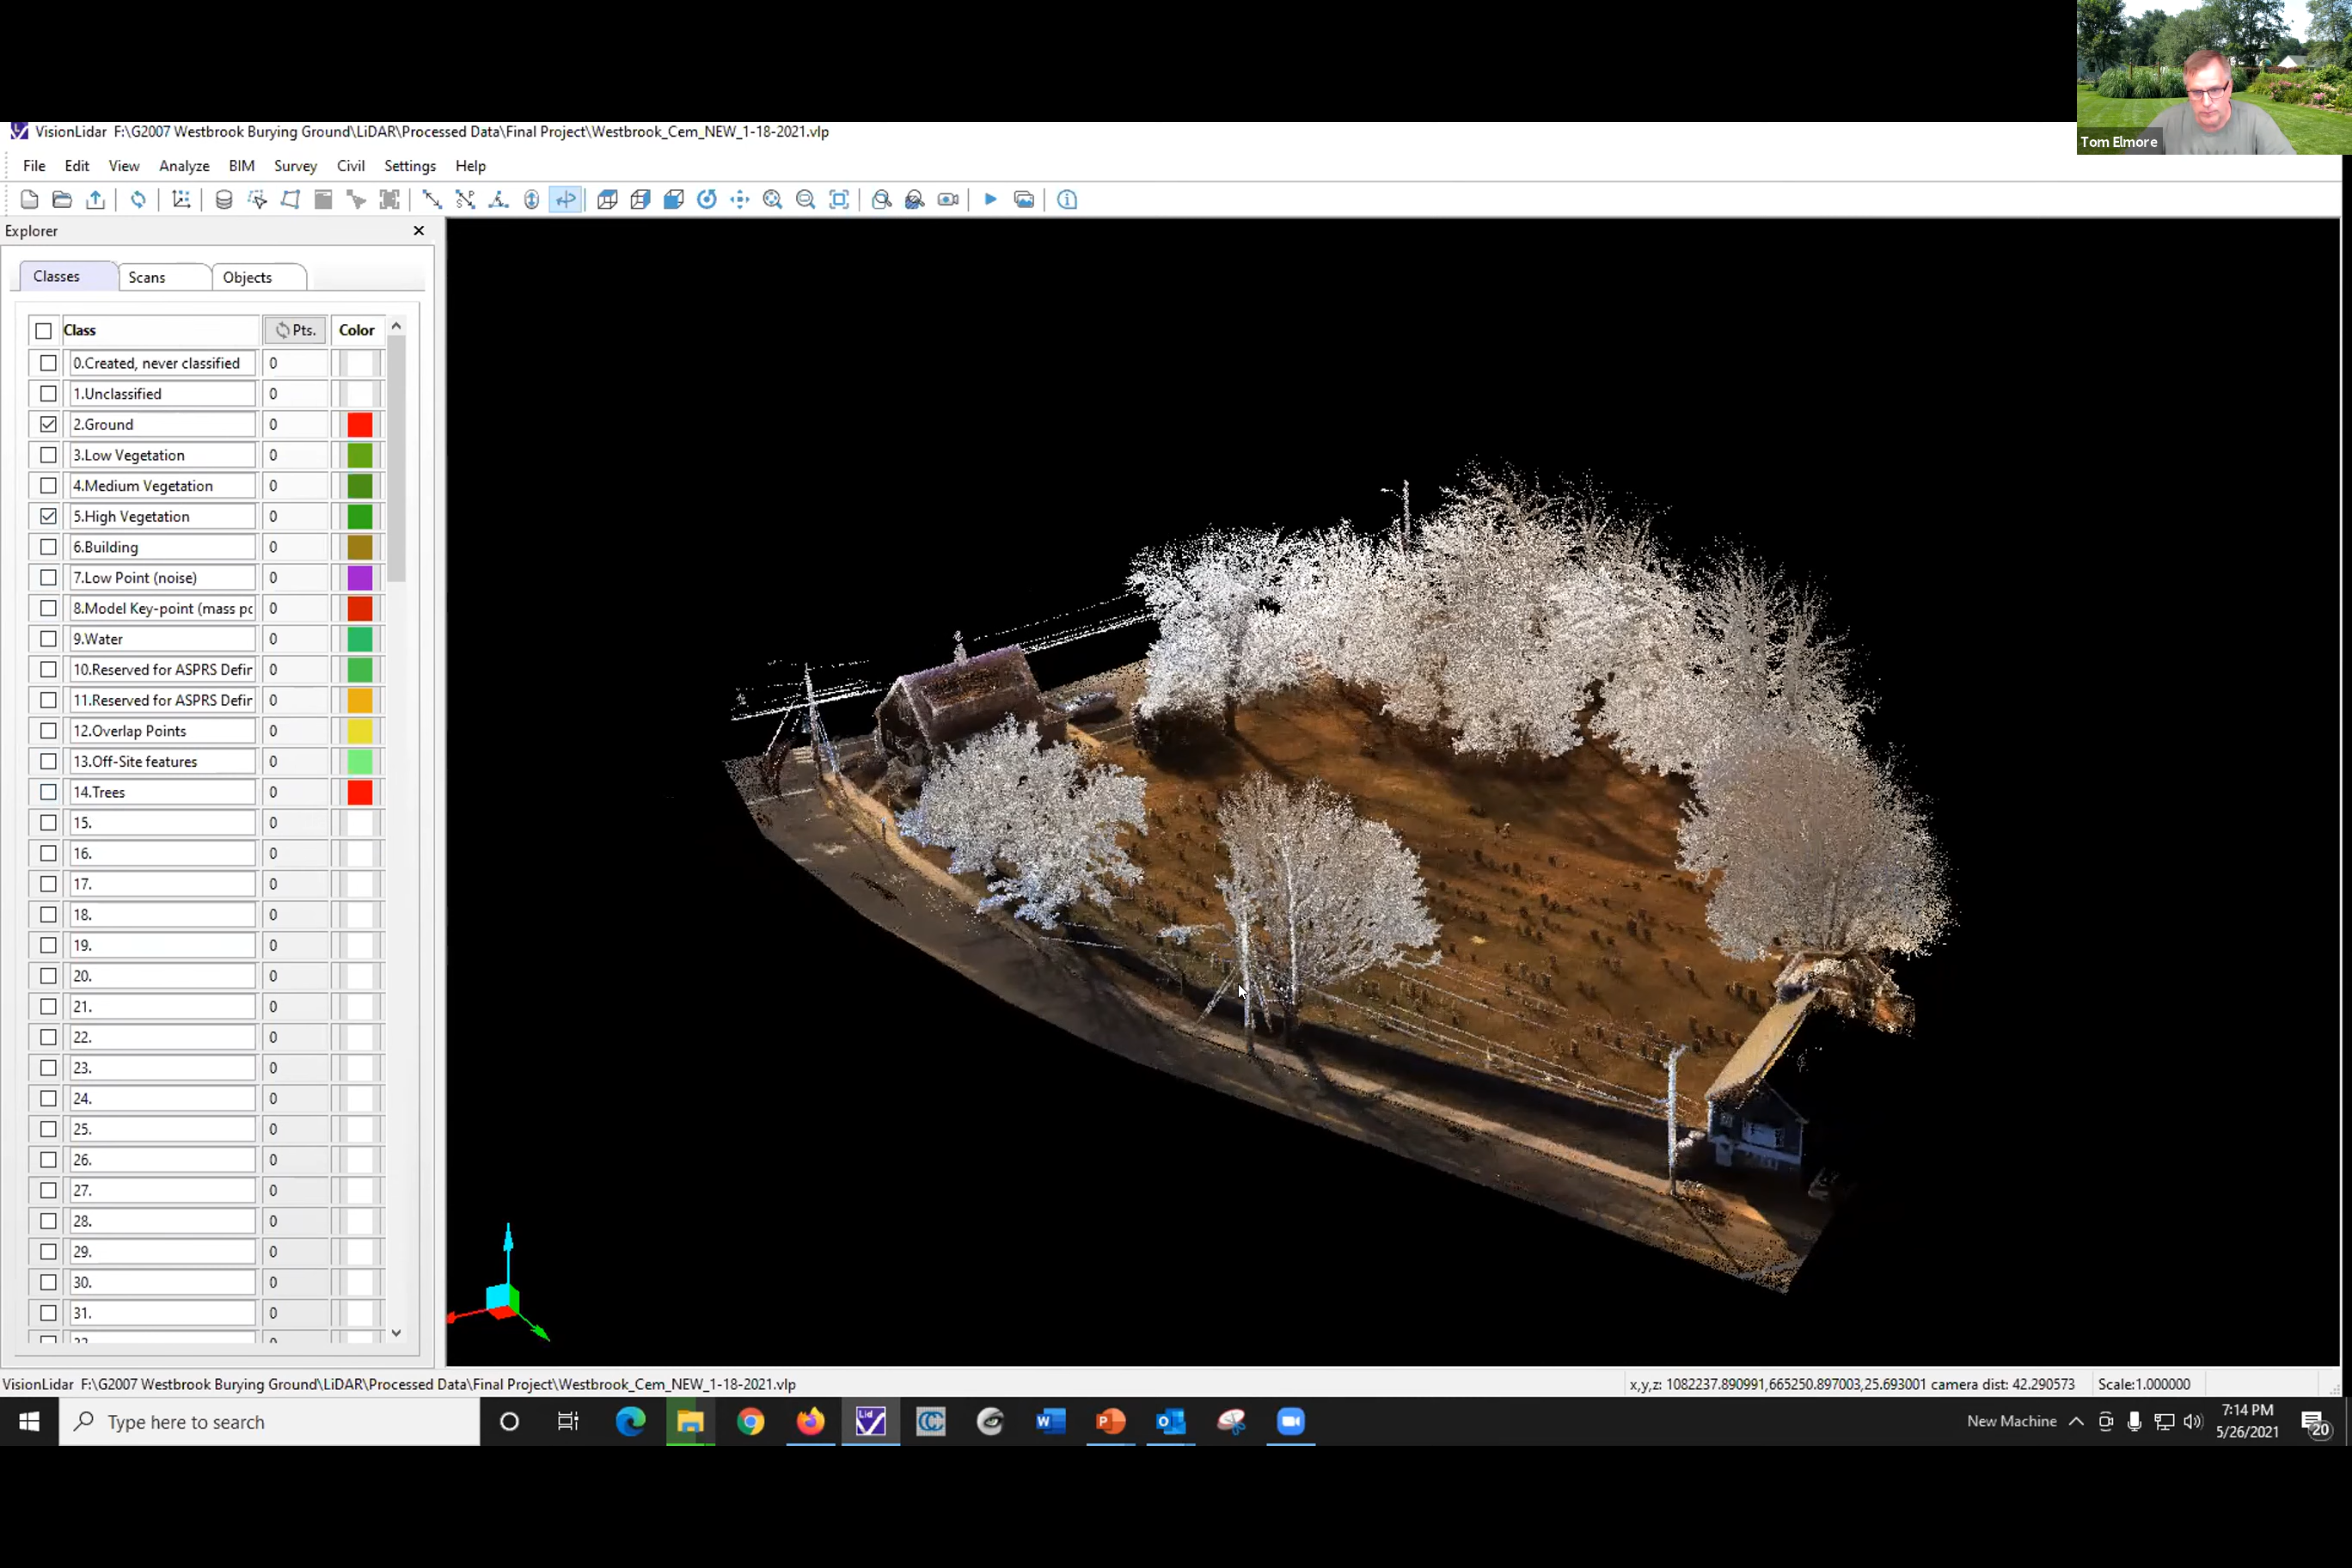 Tom Elmore
VisionLidar F:\G2007 Westbrook Burying Ground\LiDAR\Processed Data\Final Project\Westbrook_Cem_NEW_1-18-2021.vlp
File Edit View Analyze BIM Survey Civil Settings Help
Explorer
Classes Scans Objects
Class Pts. Color
0.Created, never classified 0
1.Unclassified 0
2.Ground 0
3.Low Vegetation 0
4.Medium Vegetation 0
5.High Vegetation 0
6.Building 0
7.Low Point (noise) 0
8.Model Key-point (mass pc 0
9.Water 0
10.Reserved for ASPRS Defir 0
11.Reserved for ASPRS Defir 0
12.Overlap Points 0
13.Off-Site features 0
14.Trees 0
15. 0
16. 0
17. 0
18. 0
19. 0
20. 0
21. 0
22. 0
23. 0
24. 0
25. 0
26. 0
27. 0
28. 0
29. 0
30. 0
31. 0
VisionLidar F:\G2007 Westbrook Burying Ground\LiDAR\Processed Data\Final Project\Westbrook_Cem_NEW_1-18-2021.vlp
x,y,z: 1082237.890991,665250.897003,25.693001 camera dist: 42.290573 Scale:1.000000
Type here to search
Lid
New Machine
7:14 PM
5/26/2021
20